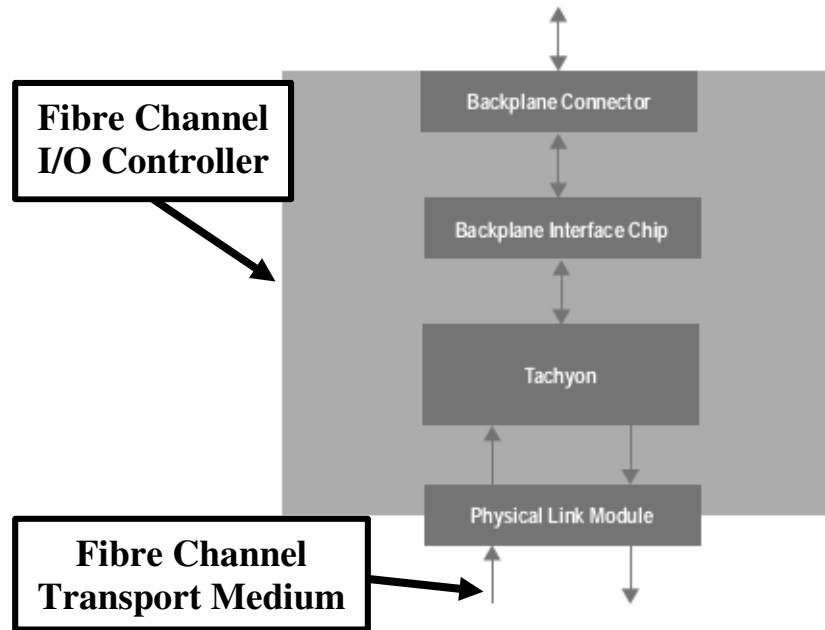 Backplane Connector
Fibre Channel
I/O Controller
Backplane Interface Chip
Tachyon
Physical Link Module
Fibre Channel
Transport Medium